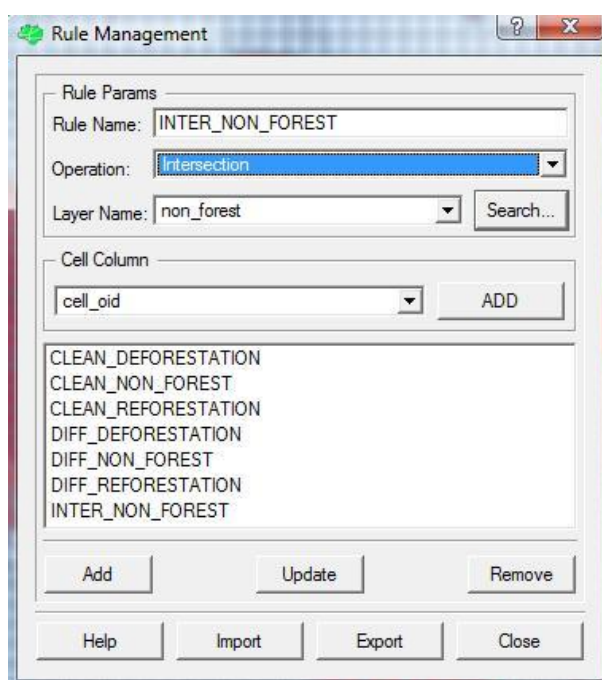 Rule Management
Rule Params
Rule Name: INTER_NON_FOREST
Operation: Intersection
Layer Name: non_forest Search...
Cell Column
cell_oid ADD
CLEAN_DEFORESTATION
CLEAN_NON_FOREST
CLEAN_REFORESTATION
DIFF_DEFORESTATION
DIFF_NON_FOREST
DIFF_REFORESTATION
INTER_NON_FOREST
Add Update Remove
Help Import Export Close